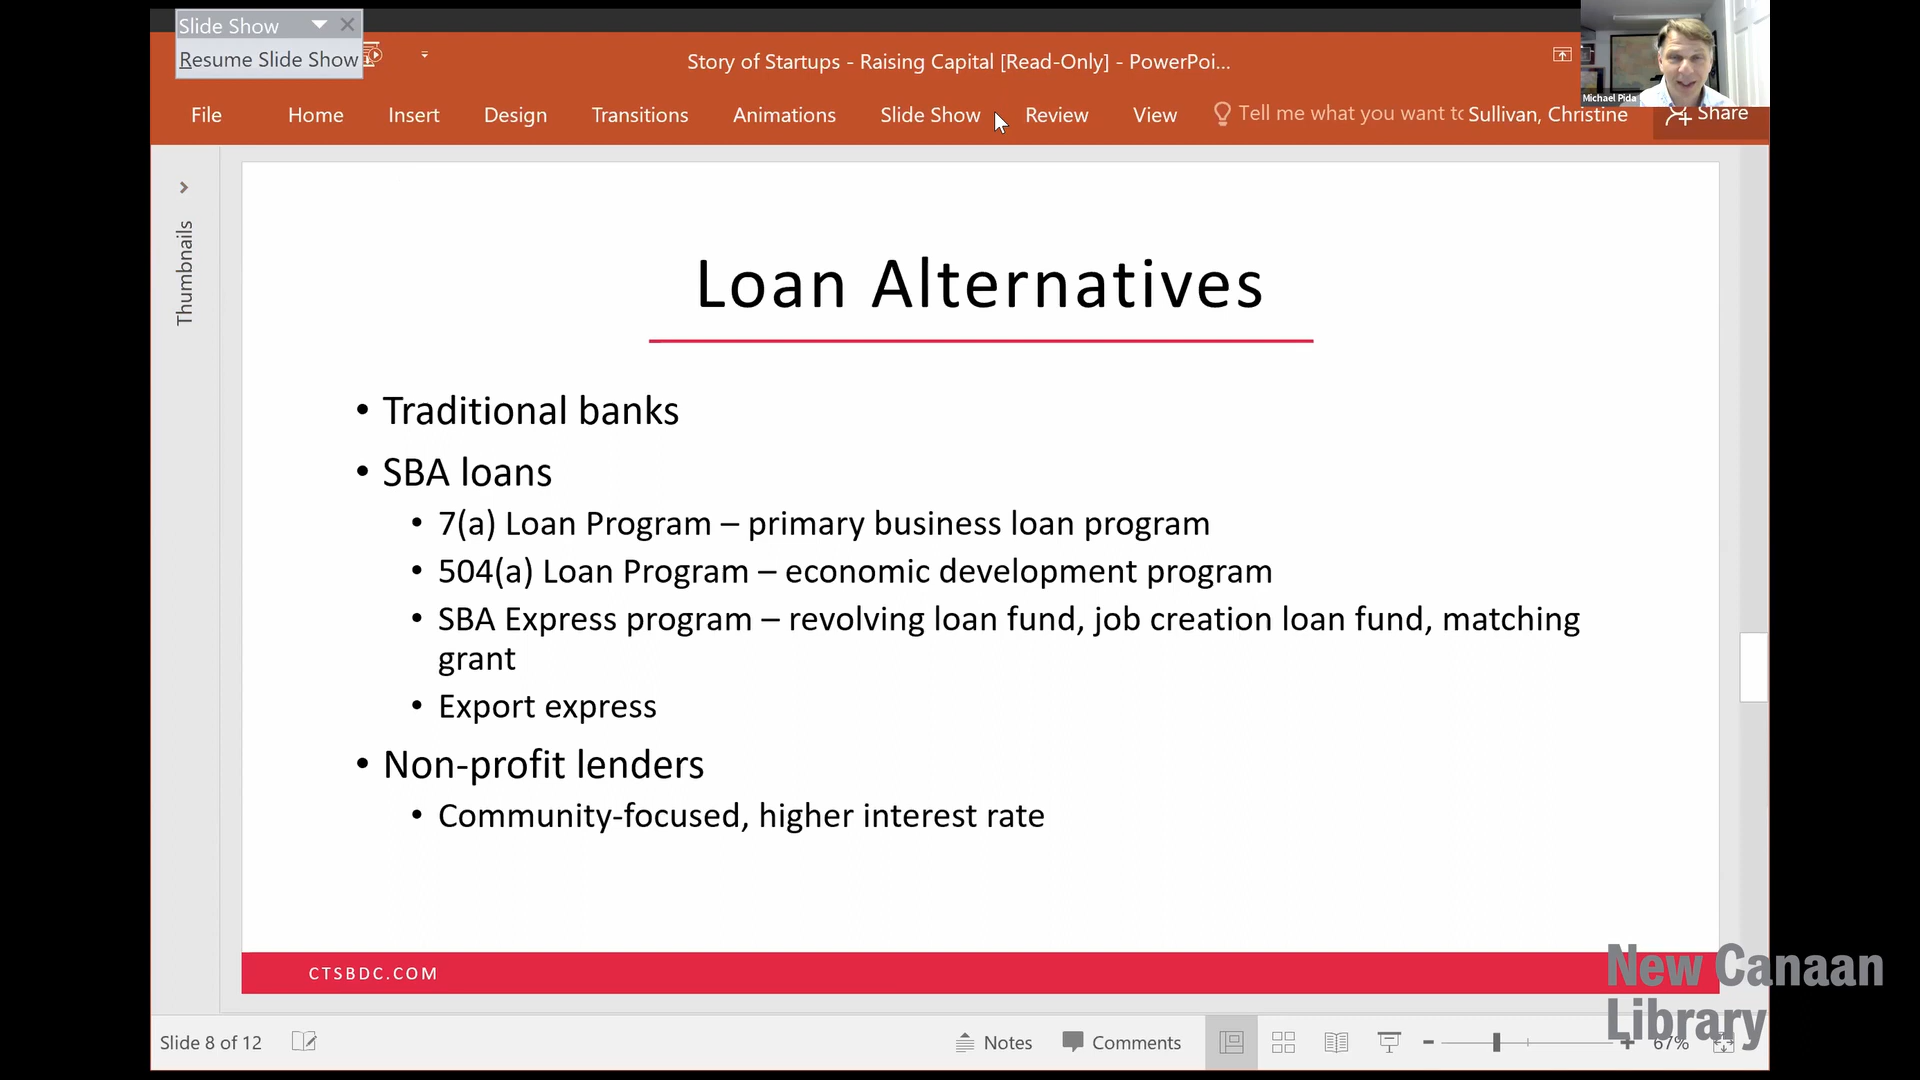 Slide Show
Resume Slide Show
Story of Startups - Raising Capital [Read-Only] - PowerPoi...
Michael Pida
File Home Insert Design Transitions Animations Slide Show Review View Tell me what you want to Sullivan, Christine Share
Thumbnails
Loan Alternatives
• Traditional banks
• SBA loans
• 7(a) Loan Program – primary business loan program
• 504(a) Loan Program – economic development program
• SBA Express program – revolving loan fund, job creation loan fund, matching
grant
• Export express
• Non-profit lenders
• Community-focused, higher interest rate
CTSBDC.COM
New Canaan
Library
Slide 8 of 12 Notes Comments 67%